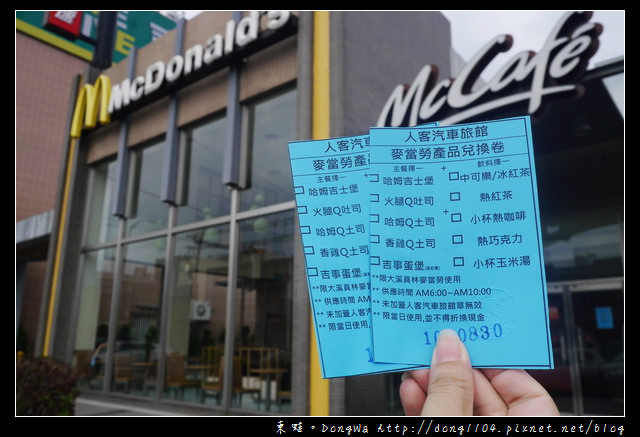 McDonald's
McCafé
人客汽車
麥當勞產品
主餐擇一
哈姆吉士堡
火腿Q吐司
哈姆Q土司
香雞Q土司
吉事蛋堡
**限大溪員林麥
** 供應時間 AM
** 未加蓋人客汽
** 限當日使用,並
人客汽車旅館
麥當勞產品兌換卷
主餐擇一 + 飲料擇一
哈姆吉士堡 中可樂/冰紅茶
火腿Q吐司 熱紅茶
哈姆Q土司 + 小杯熱咖啡
香雞Q土司 熱巧克力
吉事蛋堡 小杯玉米湯
**限大溪員林麥當勞使用
** 供應時間 AM6:00~AM10:00
** 未加蓋人客汽車旅館章無效
** 限當日使用,並不得折換現金
0830
東蛙。DongWa http://dong1104.pixnet.net/blog